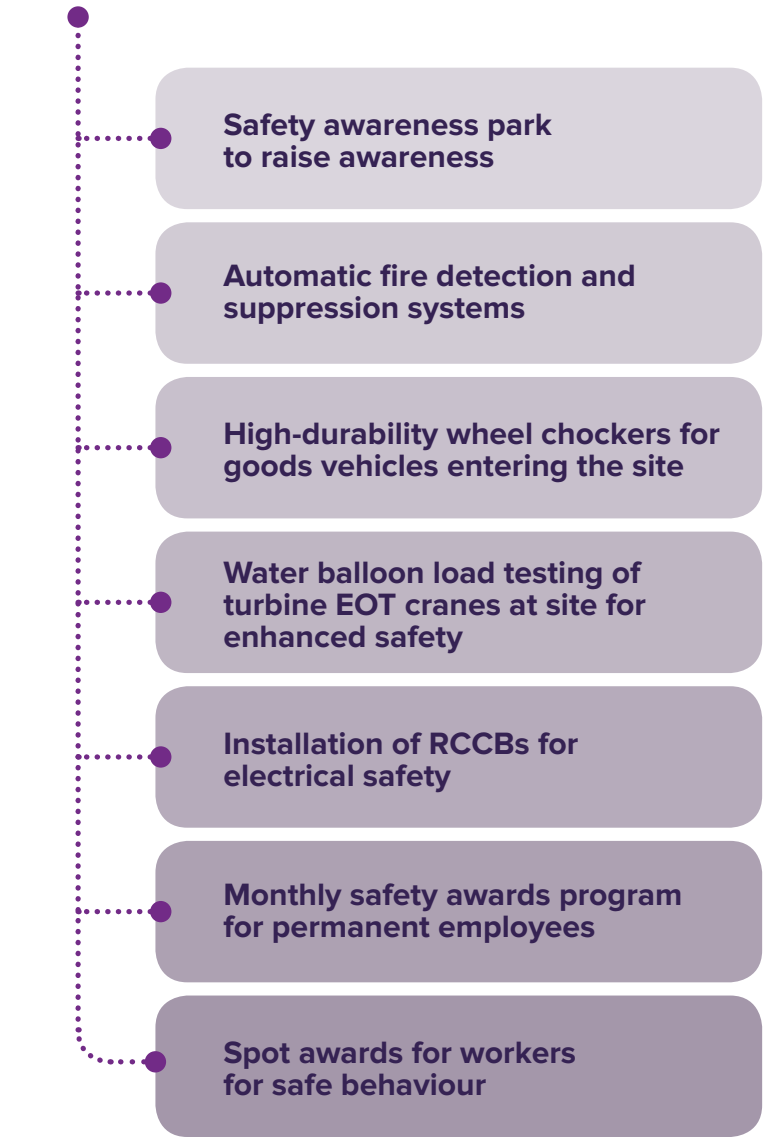 Safety awareness park
to raise awareness
Automatic fire detection and
suppression systems
High-durability wheel chockers for
goods vehicles entering the site
Water balloon load testing of
turbine EOT cranes at site for
enhanced safety
Installation of RCCBs for
electrical safety
Monthly safety awards program
for permanent employees
Spot awards for workers
for safe behaviour